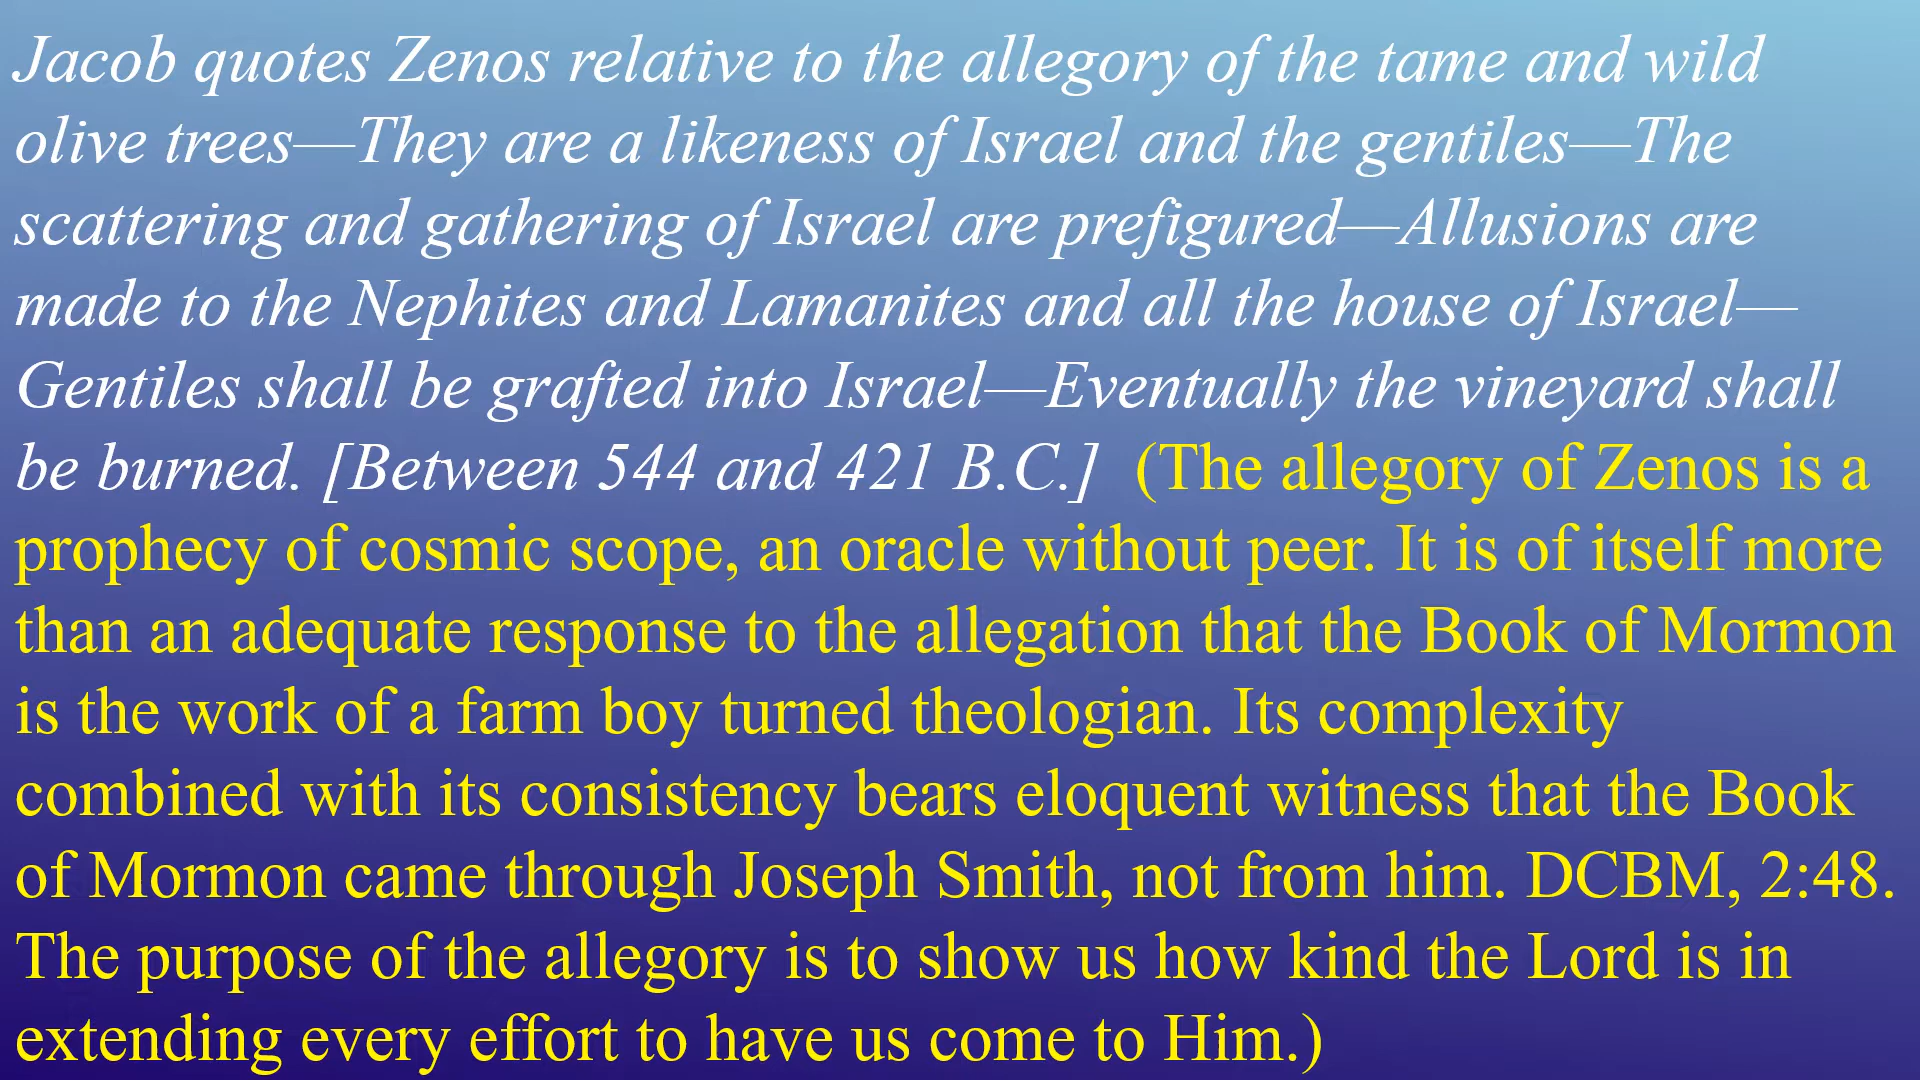 Jacob quotes Zenos relative to the allegory of the tame and wild
olive trees—They are a likeness of Israel and the gentiles—The
scattering and gathering of Israel are prefigured—Allusions are
made to the Nephites and Lamanites and all the house of Israel—
Gentiles shall be grafted into Israel—Eventually the vineyard shall
be burned. [Between 544 and 421 B.C.] (The allegory of Zenos is a
prophecy of cosmic scope, an oracle without peer. It is of itself more
than an adequate response to the allegation that the Book of Mormon
is the work of a farm boy turned theologian. Its complexity
combined with its consistency bears eloquent witness that the Book
of Mormon came through Joseph Smith, not from him. DCBM, 2:48.
The purpose of the allegory is to show us how kind the Lord is in
extending every effort to have us come to Him.)